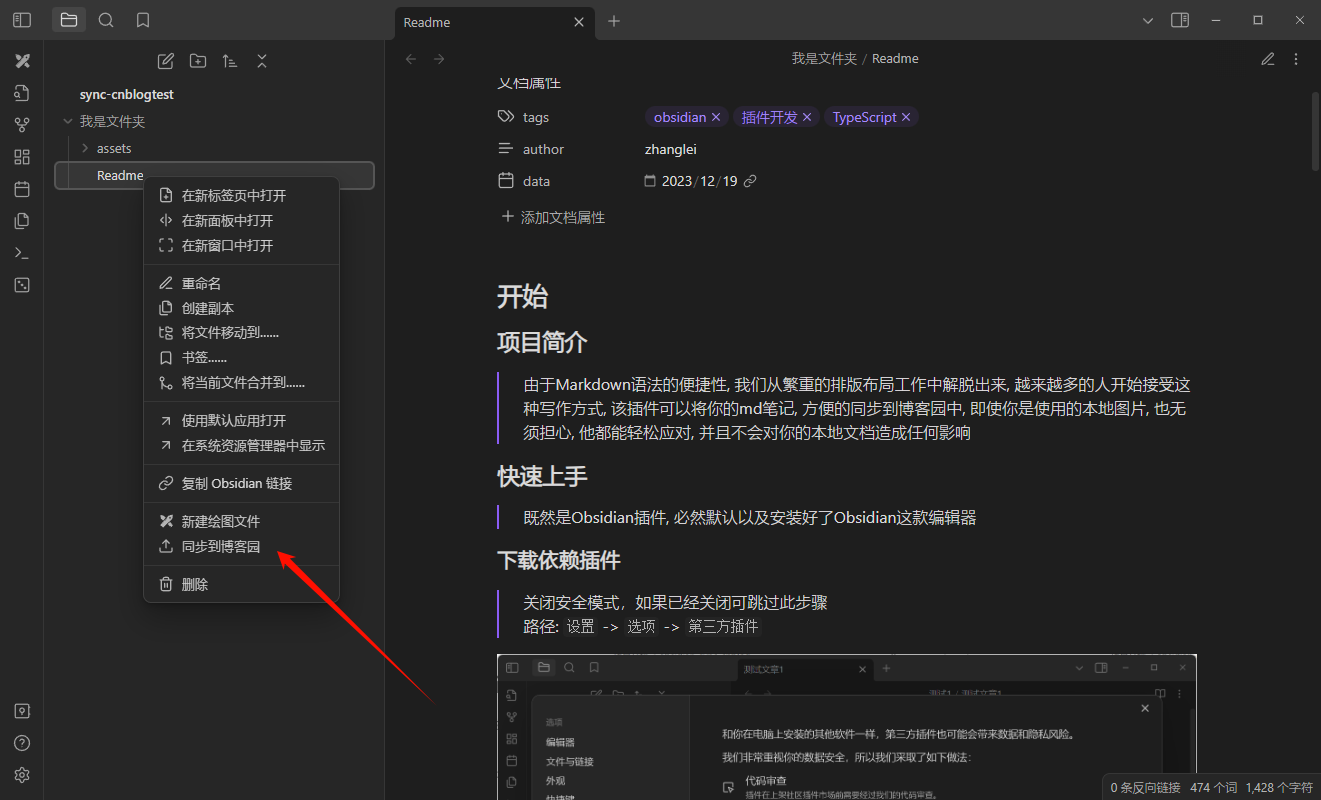 Readme
我是文件夹 / Readme
sync-cnblogtest
我是文件夹
assets
Readme
在新标签页中打开
在新面板中打开
在新窗口中打开
重命名
创建副本
将文件移动到......
书签......
将当前文件合并到......
使用默认应用打开
在系统资源管理器中显示
复制 Obsidian 链接
新建绘图文件
同步到博客园
删除
文档属性
tags obsidian 插件开发 TypeScript
author zhanglei
data 2023/12/19
添加文档属性
开始
项目简介
由于Markdown语法的便捷性, 我们从繁重的排版布局工作中解脱出来, 越来越多的人开始接受这
种写作方式, 该插件可以将你的md笔记, 方便的同步到博客园中, 即使你是使用的本地图片, 也无
须担心, 他都能轻松应对, 并且不会对你的本地文档造成任何影响
快速上手
既然是Obsidian插件, 必然默认以及安装好了Obsidian这款编辑器
下载依赖插件
关闭安全模式，如果已经关闭可跳过此步骤
路径: 设置 -> 选项 -> 第三方插件
测试文章1
测试1 / 测试文章1
选项
编辑器
文件与链接
外观
快捷键
和你在电脑上安装的其他软件一样，第三方插件也可能会带来数据和隐私风险。
我们非常重视你的数据安全，所以我们采取了如下做法：
代码审查
插件在上架社区插件市场前需要经过我们的代码审查。
0 条反向链接 474 个词 1,428 个字符